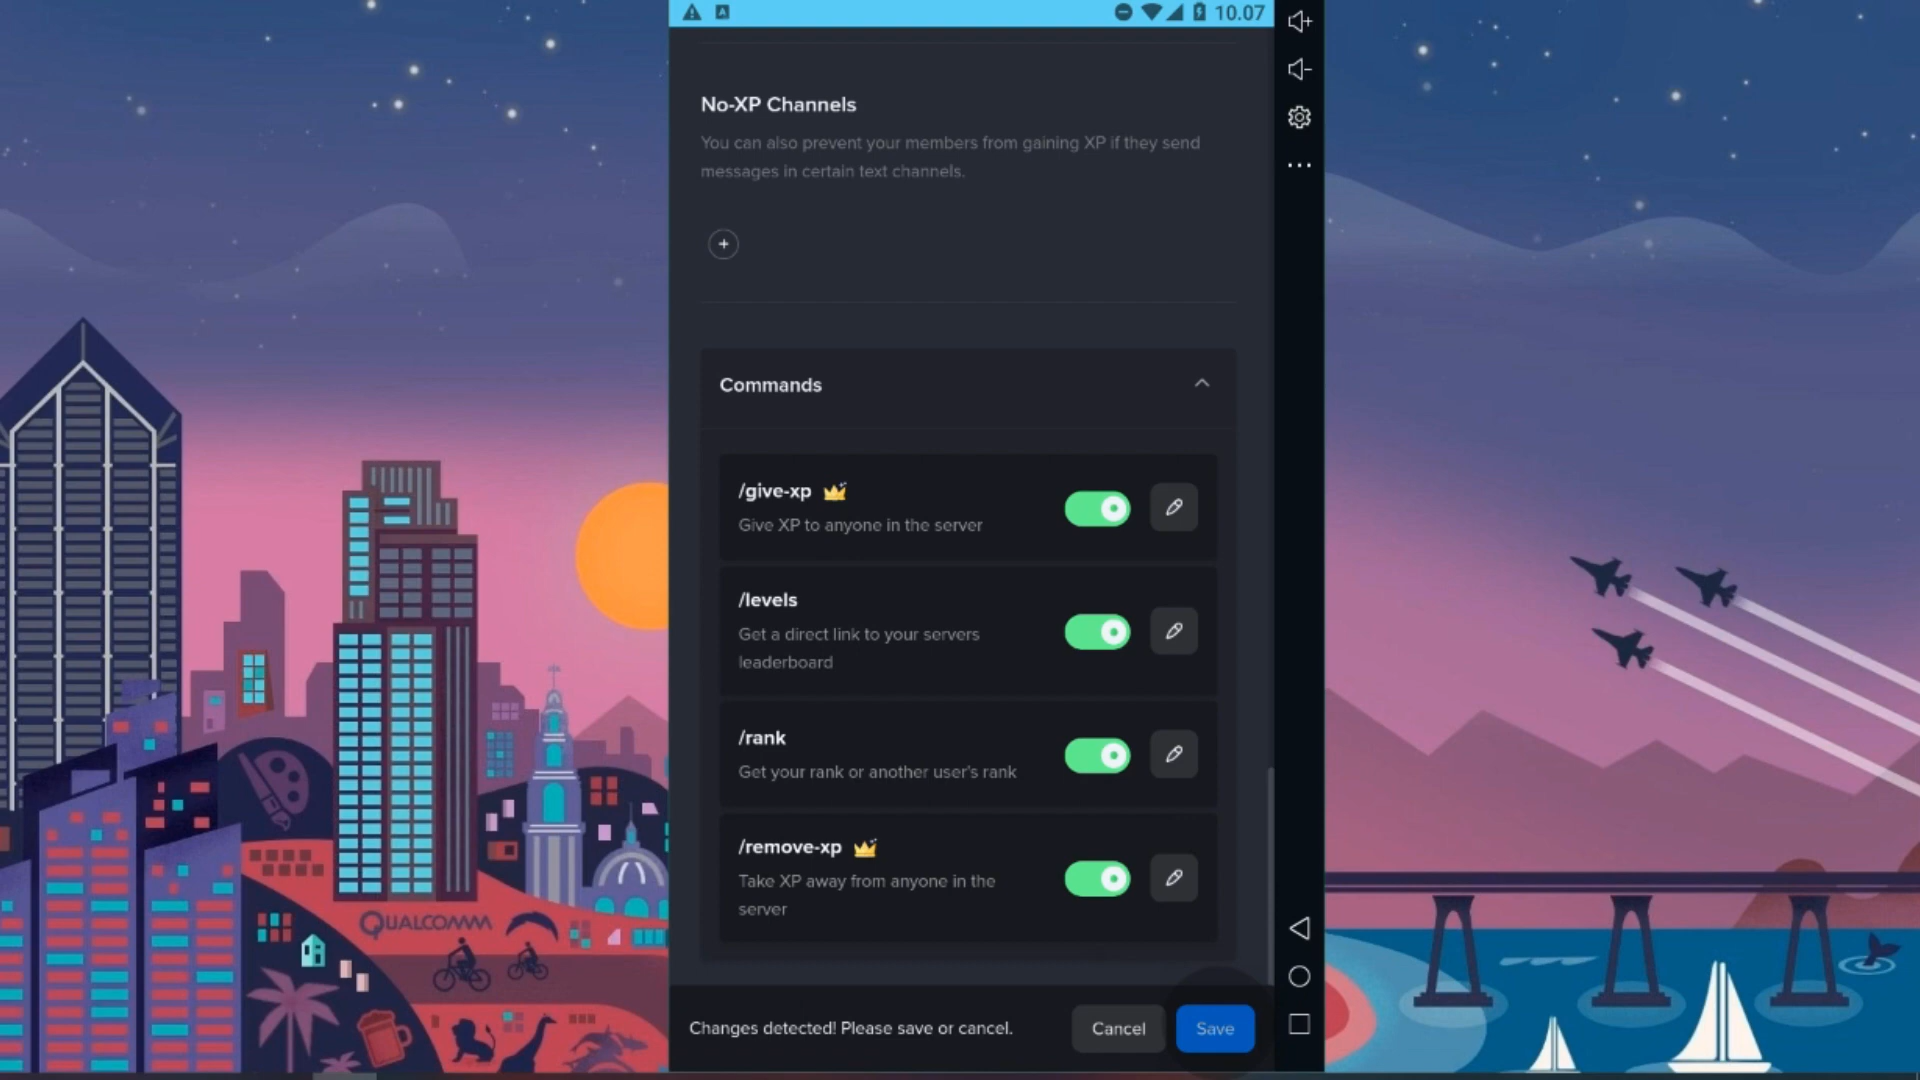 10.07
No-XP Channels
You can also prevent your members from gaining XP if they send
messages in certain text channels.
Commands
/give-xp
Give XP to anyone in the server
/levels
Get a direct link to your servers
leaderboard
/rank
Get your rank or another user's rank
/remove-xp
Take XP away from anyone in the
server
Changes detected! Please save or cancel.
Cancel
Save
QUALCOMM